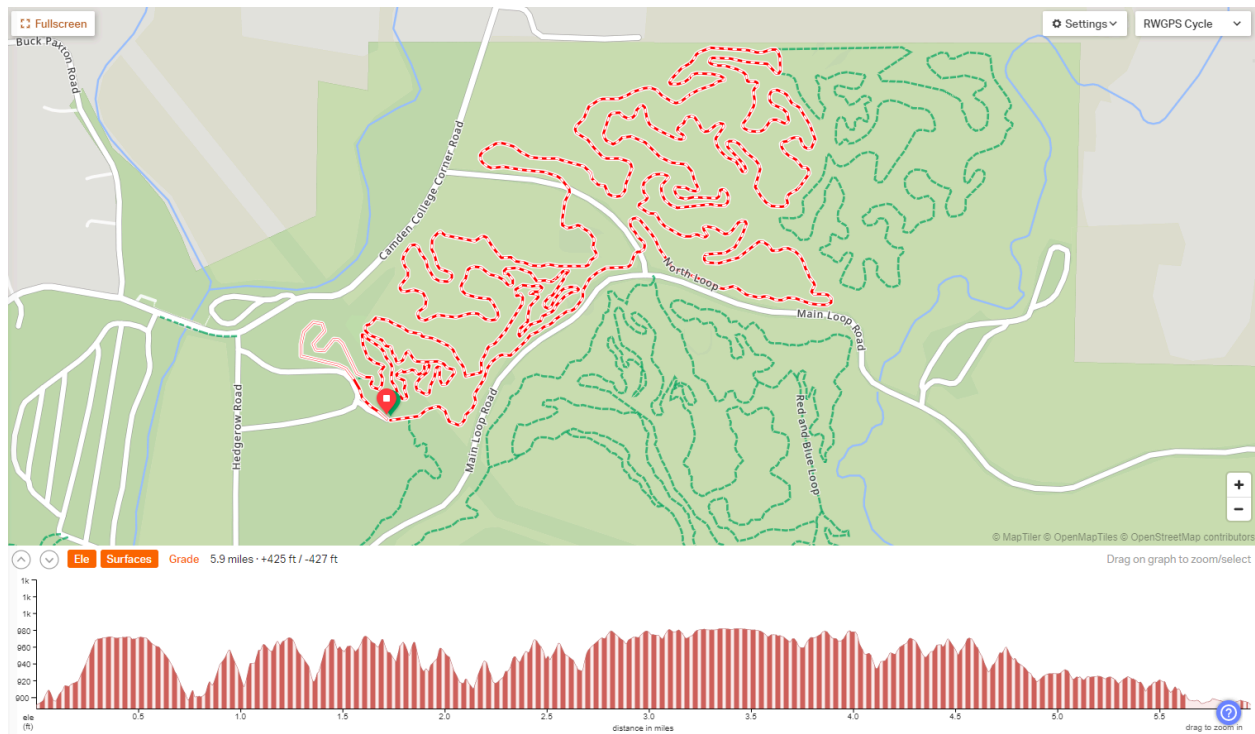 Fullscreen
Settings
RWGPS Cycle
Buck Paxton Road
Camden College Corner Road
North Loop
Main Loop Road
Hedgerow Road
Main Loop Road
Red and Blue Loop
+
−
© MapTiler © OpenMapTiles © OpenStreetMap contributors
Ele Surfaces Grade 5.9 miles · +425 ft / -427 ft
Drag on graph to zoom/select
1k
1k
1k
980
960
940
920
900
ele
(ft)
0.5 1.0 1.5 2.0 2.5 3.0 3.5 4.0 4.5 5.0 5.5
distance in miles
drag to zoom in
?